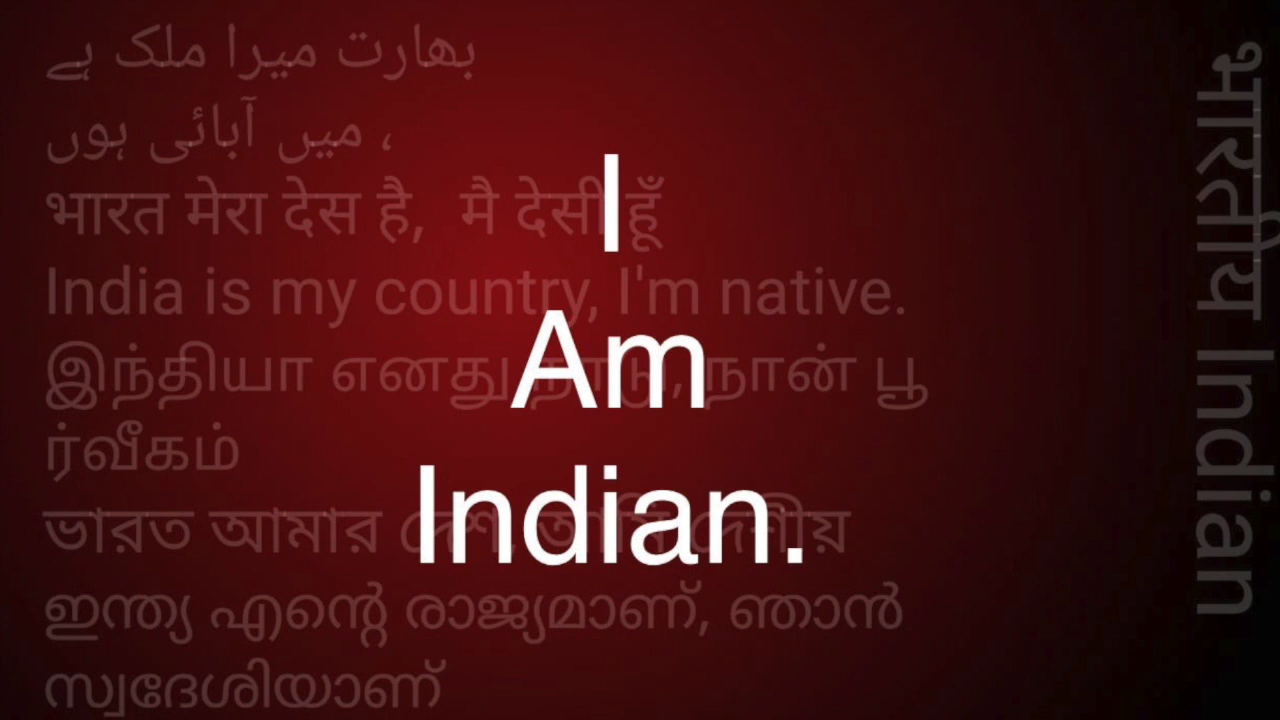 بھارت میرا ملک ہے
، میں آبائی ہوں
भारत मेरा देस है, मै देसी हूँ
India is my country, I'm native.
இந்தியா எனது நாடு, நான் பூ
ர்வீகம்
ভারত আমার দেশ, আমি দেশীয়
ഇന്ത്യ എന്റെ രാജ്യമാണ്, ഞാൻ
സ്വദേശിയാണ്
I
Am
Indian.
भारतीय Indian